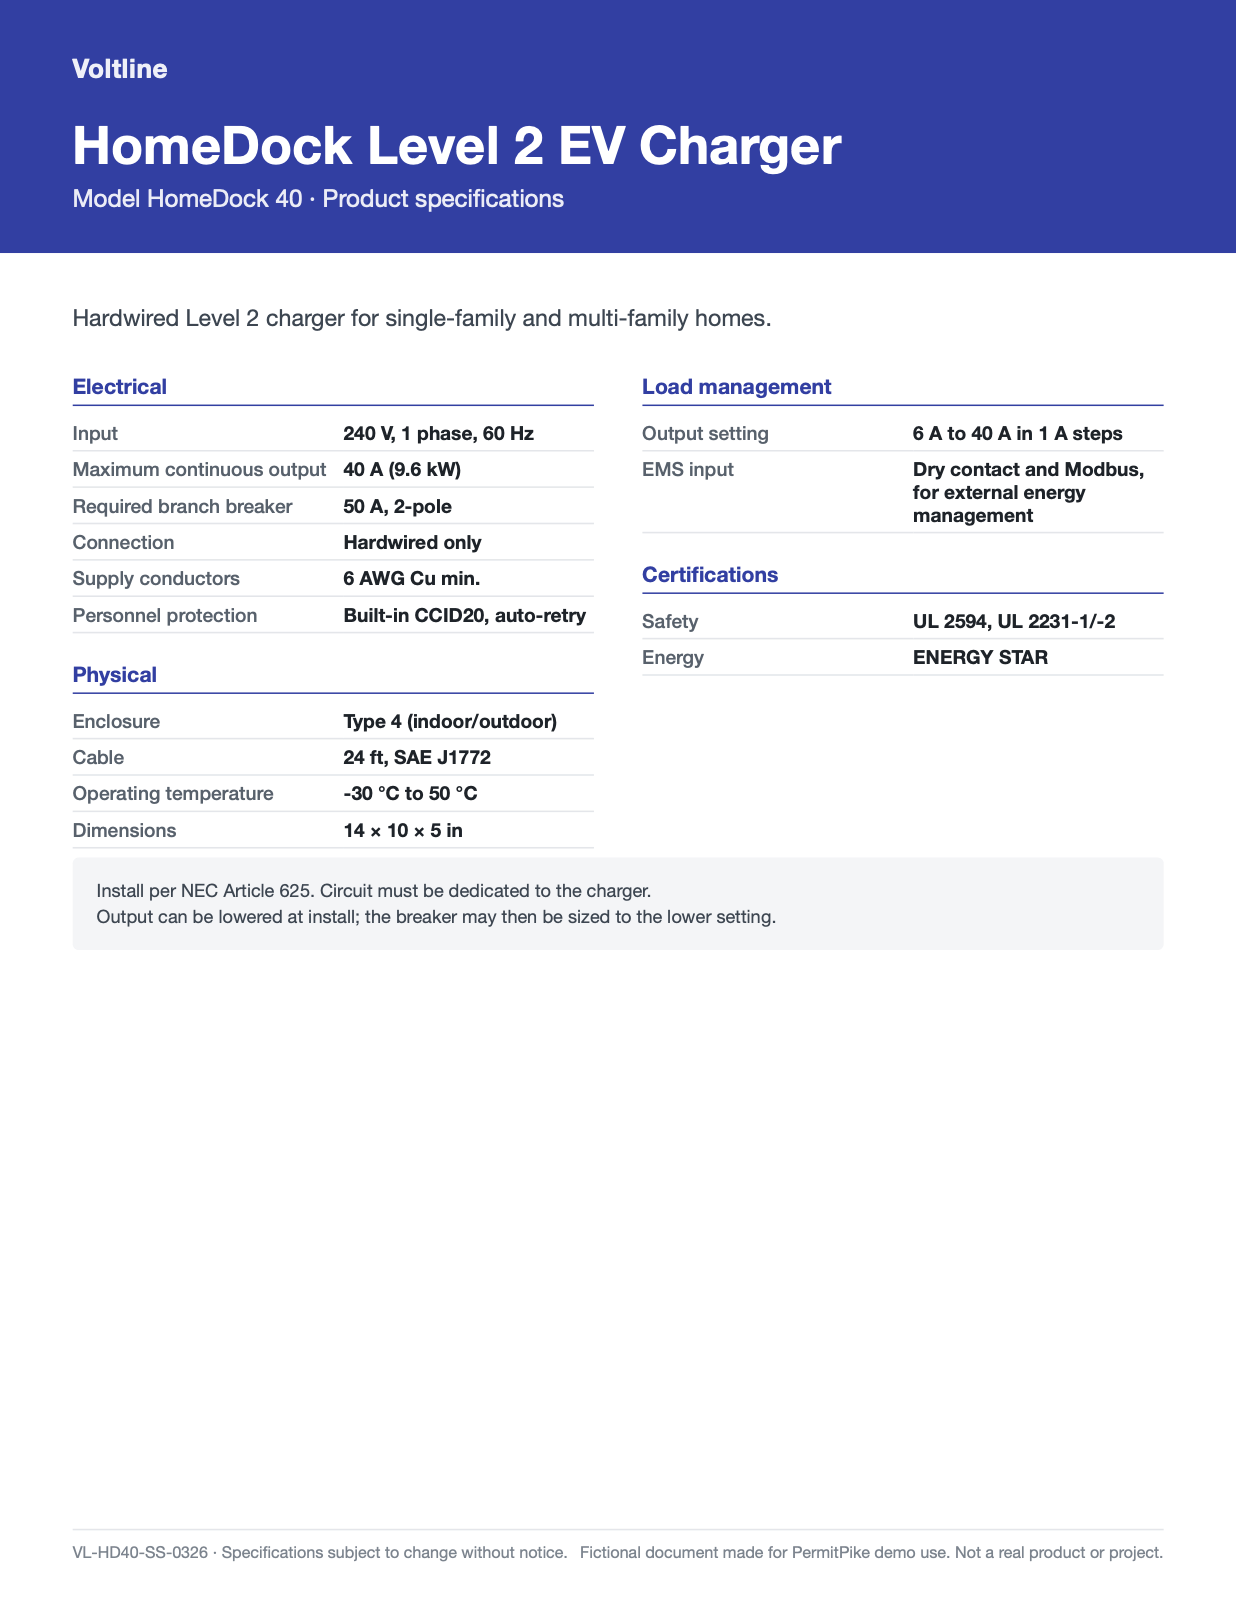 Voltline
HomeDock Level 2 EV Charger
Model HomeDock 40 · Product specifications
Hardwired Level 2 charger for single-family and multi-family homes.
Electrical
Input 240 V, 1 phase, 60 Hz
Maximum continuous output 40 A (9.6 kW)
Required branch breaker 50 A, 2-pole
Connection Hardwired only
Supply conductors 6 AWG Cu min.
Personnel protection Built-in CCID20, auto-retry
Physical
Enclosure Type 4 (indoor/outdoor)
Cable 24 ft, SAE J1772
Operating temperature -30 °C to 50 °C
Dimensions 14 × 10 × 5 in
Load management
Output setting 6 A to 40 A in 1 A steps
EMS input Dry contact and Modbus,
for external energy
management
Certifications
Safety UL 2594, UL 2231-1/-2
Energy ENERGY STAR
Install per NEC Article 625. Circuit must be dedicated to the charger.
Output can be lowered at install; the breaker may then be sized to the lower setting.
VL-HD40-SS-0326 · Specifications subject to change without notice. Fictional document made for PermitPike demo use. Not a real product or project.